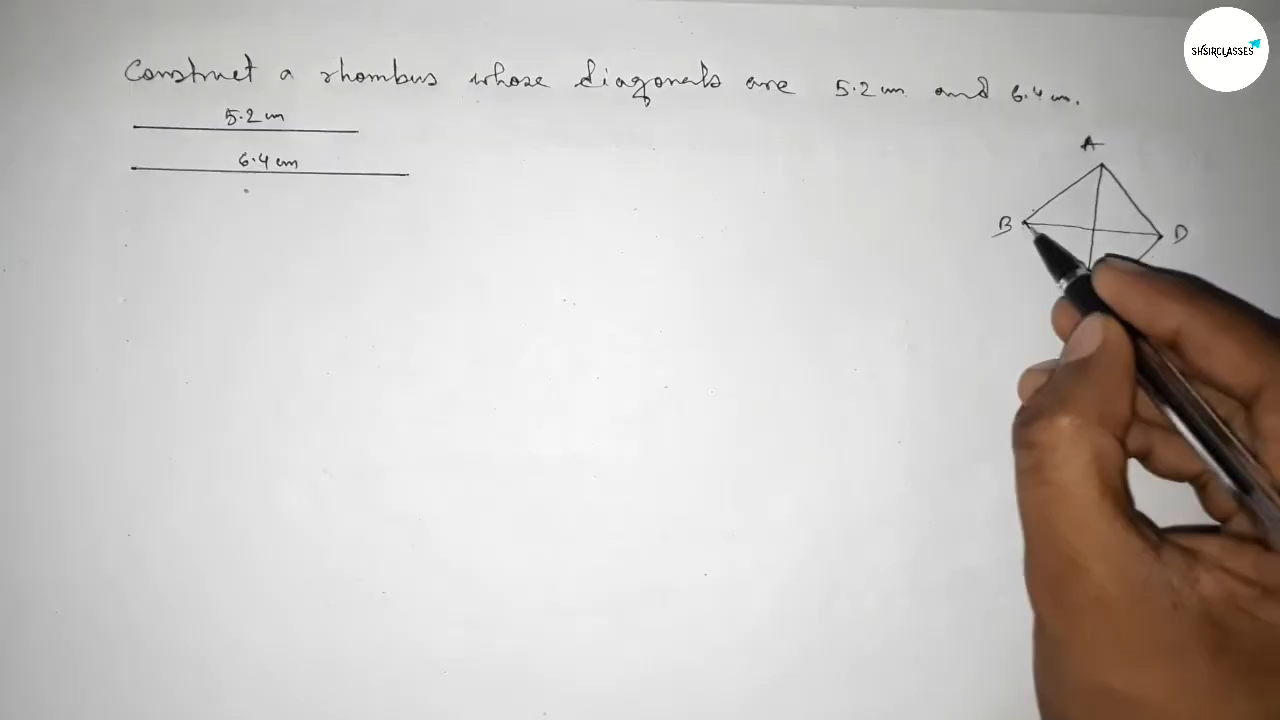 Construct a rhombus whose diagonals are 5.2 cm and 6.4 cm.
5.2 cm
6.4 cm
A
B
D
SHSIRCLASSES